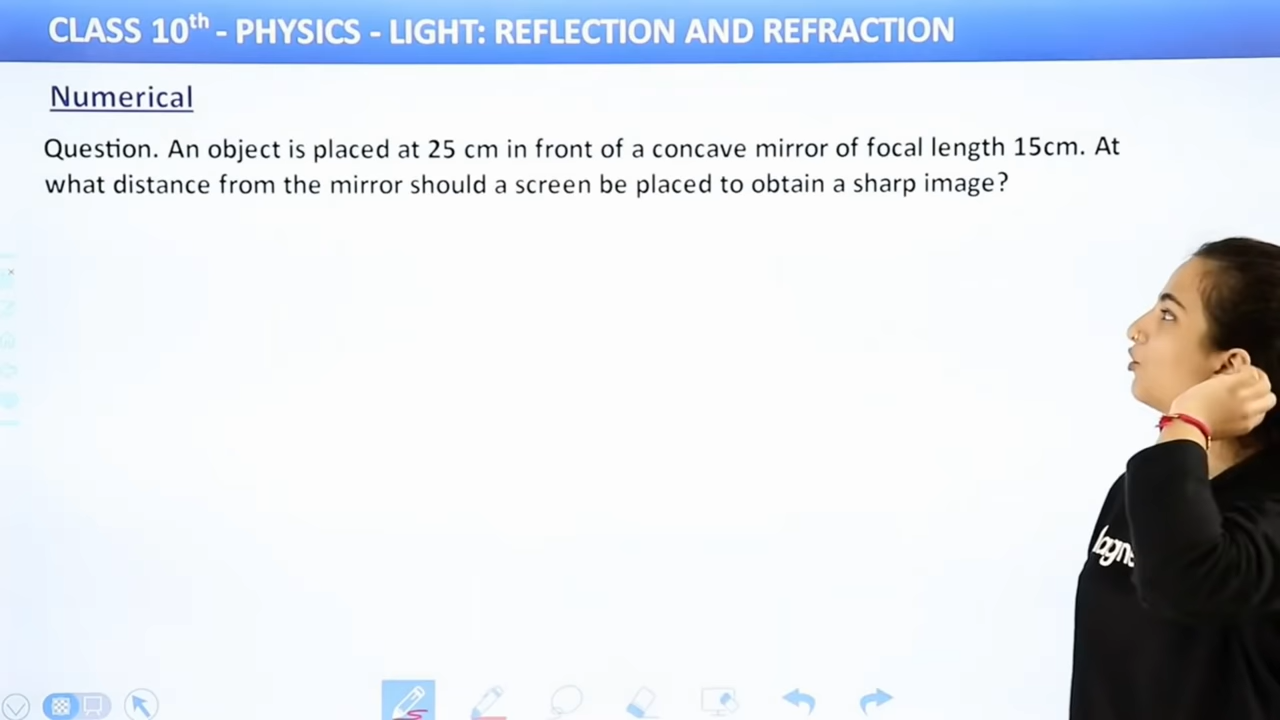 CLASS 10th - PHYSICS - LIGHT: REFLECTION AND REFRACTION
Numerical
Question. An object is placed at 25 cm in front of a concave mirror of focal length 15cm. At
what distance from the mirror should a screen be placed to obtain a sharp image?